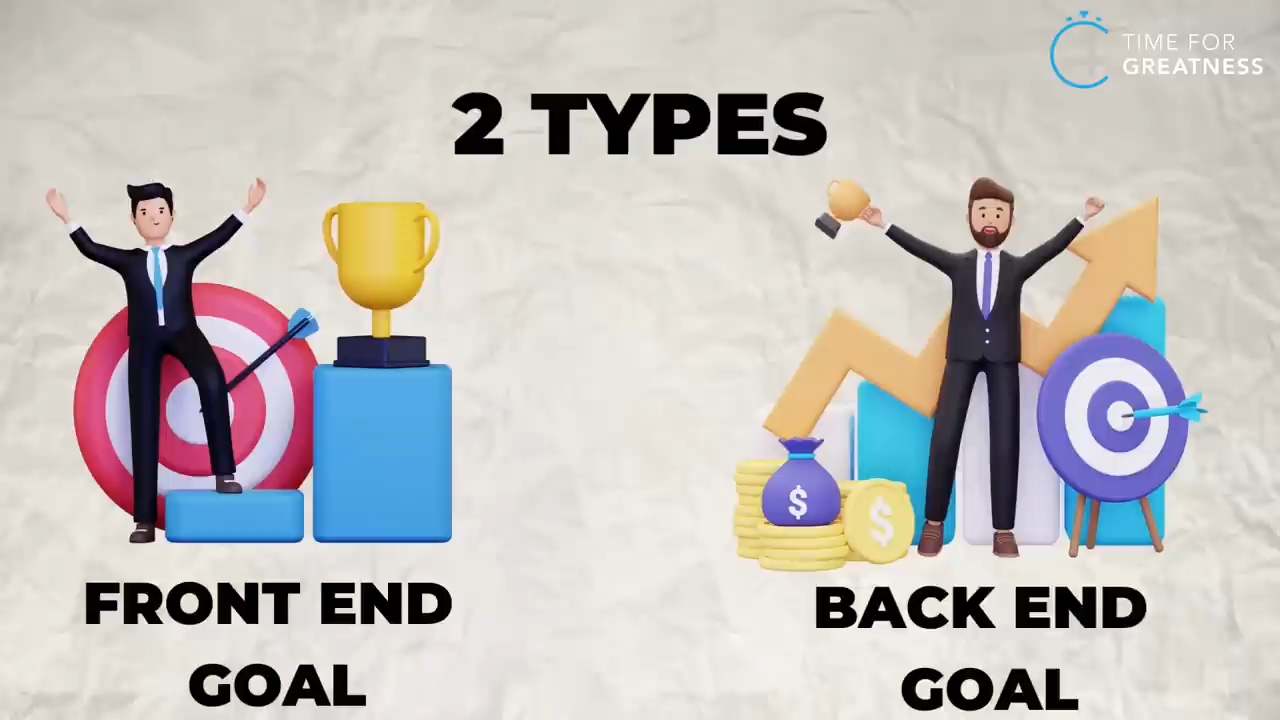 TIME FOR
GREATNESS
2 TYPES
$
$
FRONT END
GOAL
BACK END
GOAL